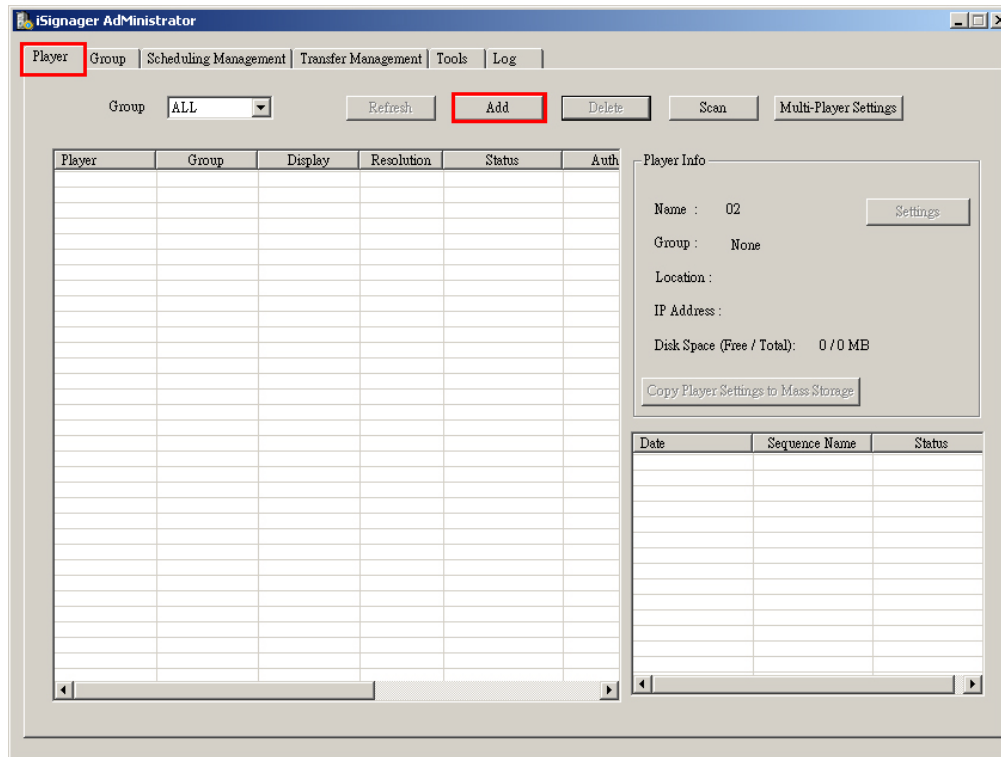 iSignager AdMinistrator
Player Group Scheduling Management Transfer Management Tools Log
Group ALL Refresh Add Delete Scan Multi-Player Settings
Player Group Display Resolution Status Auth
Player Info
Name : 02 Settings
Group : None
Location :
IP Address :
Disk Space (Free / Total): 0 / 0 MB
Copy Player Settings to Mass Storage
Date Sequence Name Status